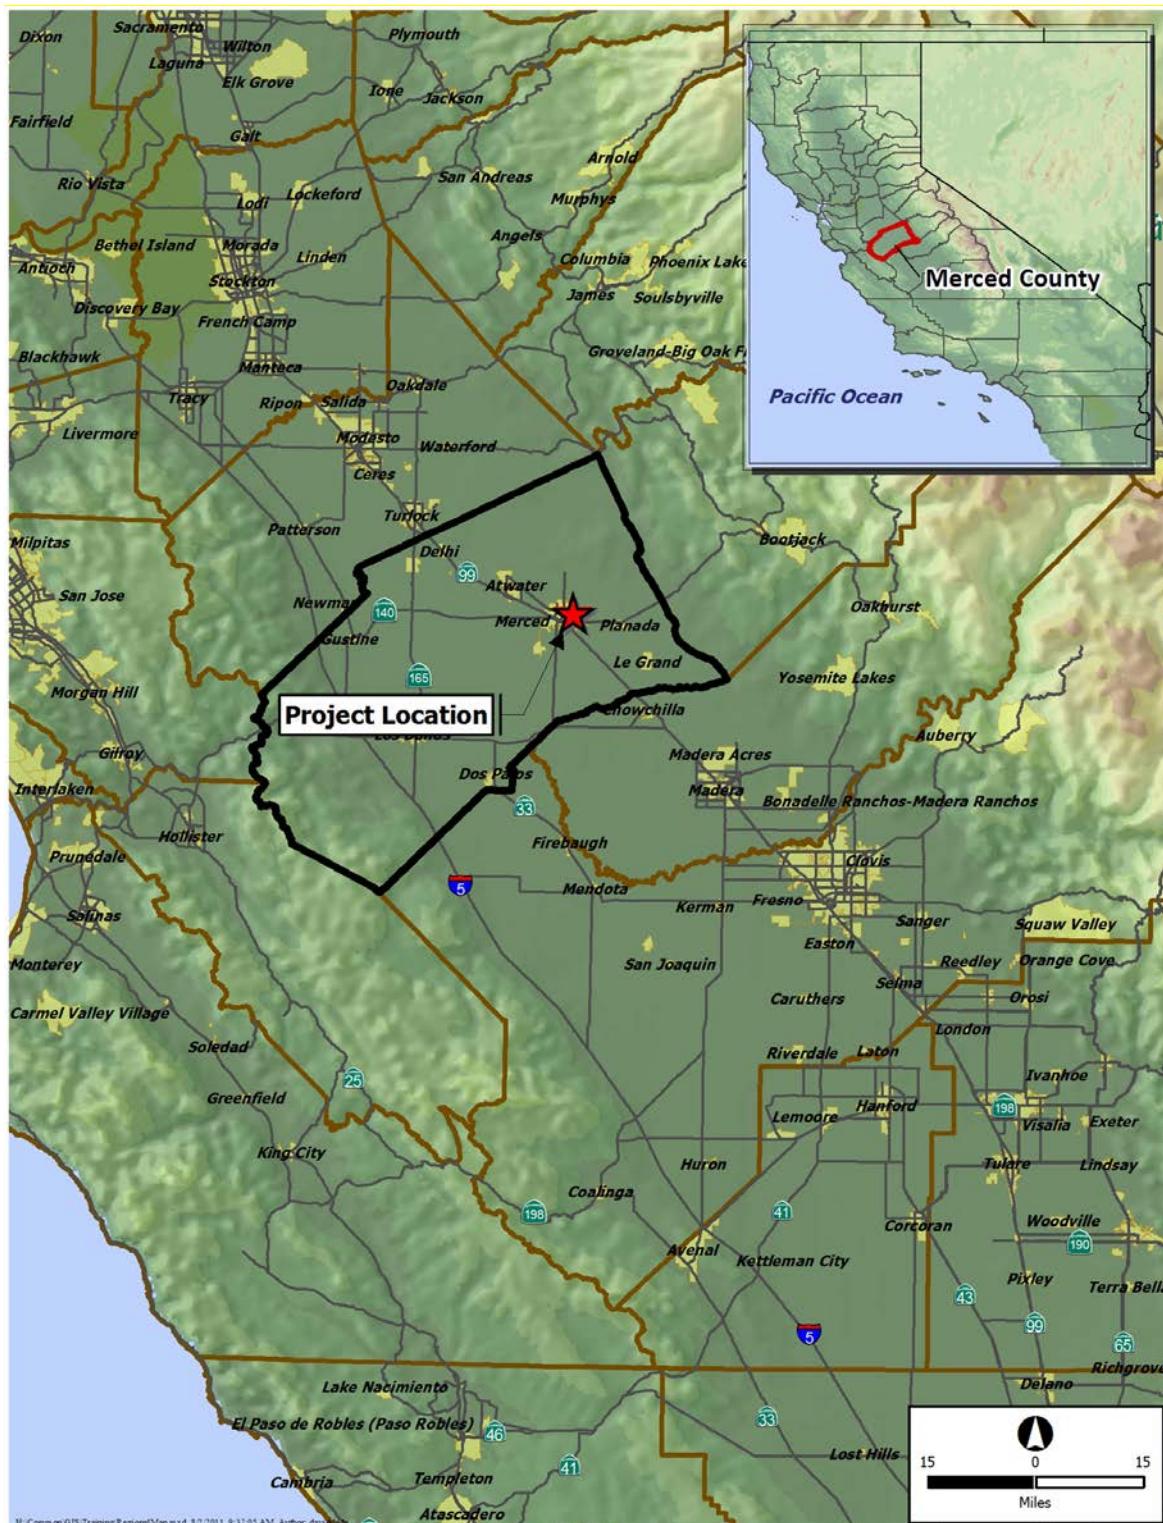 Dixon
Sacramento
Plymouth
Wilton
Laguna
Elk Grove
Ione
Jackson
Fairfield
Galt
Arnold
Rio Vista
San Andreas
Murphys
Lockeford
Lodi
Bethel Island
Morada
Angels
Linden
Columbia
Phoenix Lake
Antioch
Stockton
James
Soulsbyville
Discovery Bay
French Camp
Blackhawk
Groveland-Big Oak F
Manteca
Oakdale
Tracy
Ripon
Salida
Livermore
Modesto
Waterford
Ceres
Merced County
Pacific Ocean
Turlock
Patterson
Bootjack
Milpitas
Delhi
99
Atwater
San Jose
Newman
140
Oakhurst
Merced
Planada
Gustine
Le Grand
165
Yosemite Lakes
Morgan Hill
Project Location
Chowchilla
Los Banos
Auberry
Gilroy
Madera Acres
Dos Palos
Interlaken
Madera
33
Bonadelle Ranchos-Madera Ranchos
Hollister
Firebaugh
Prunedale
Clovis
5
Mendota
Fresno
Kerman
Salinas
Sanger
Squaw Valley
Easton
Monterey
San Joaquin
Reedley
Orange Cove
Selma
Caruthers
Orosi
Carmel Valley Village
London
Soledad
Riverdale
Laton
25
Ivanhoe
Greenfield
Hanford
198
Lemoore
Visalia
Exeter
King City
Huron
Tulare
Lindsay
Coalinga
198
41
Corcoran
Woodville
190
Avenal
Kettleman City
Pixley
Terra Bella
43
99
5
65
Richgrove
Lake Nacimiento
Delano
33
El Paso de Robles (Paso Robles)
46
Lost Hills
41
Cambria
Templeton
Atascadero
15
0
15
Miles